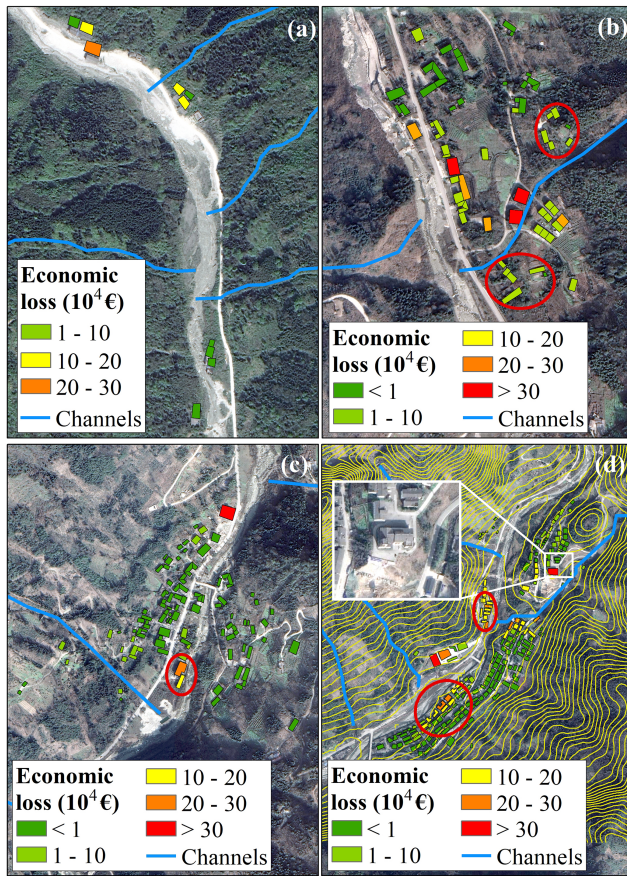 (a)
Economic
loss (10⁴ €)
1 - 10
10 - 20
20 - 30
Channels
(b)
Economic
loss (10⁴ €)
< 1
1 - 10
10 - 20
20 - 30
> 30
Channels
(c)
Economic
loss (10⁴ €)
< 1
1 - 10
10 - 20
20 - 30
> 30
Channels
(d)
Economic
loss (10⁴ €)
< 1
1 - 10
10 - 20
20 - 30
> 30
Channels